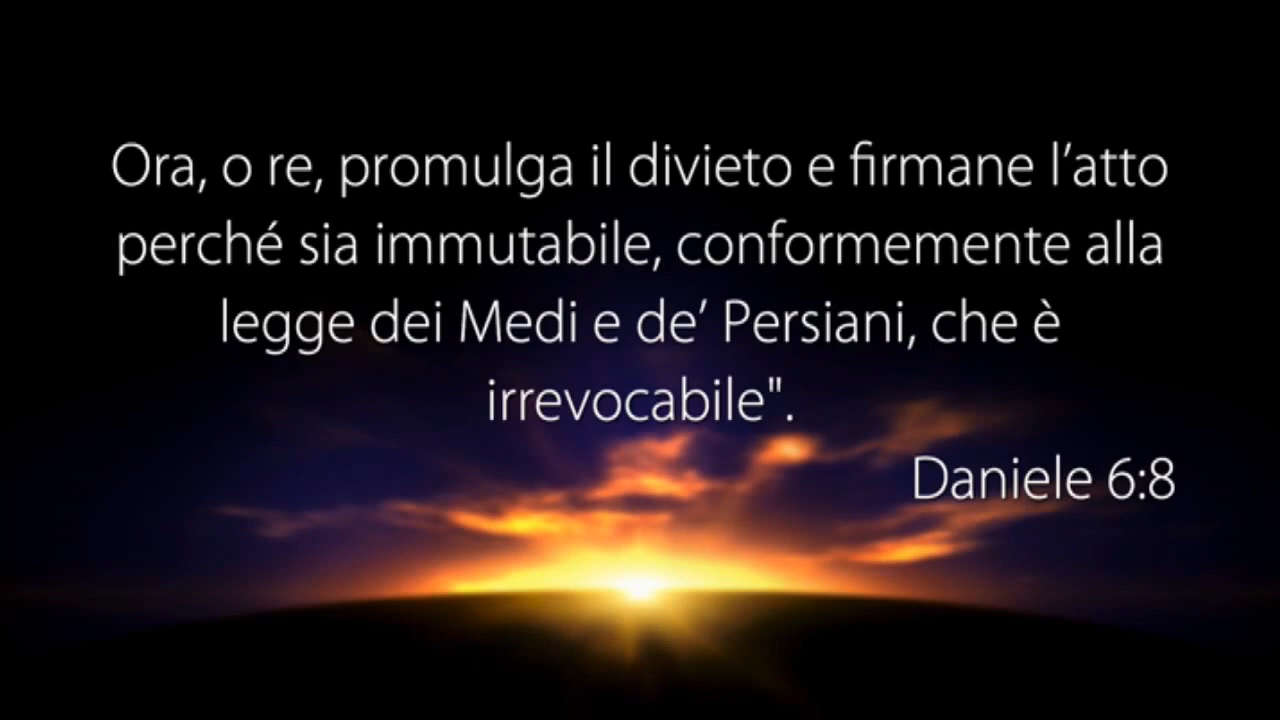 Ora, o re, promulga il divieto e firmane l’atto
perché sia immutabile, conformemente alla
legge dei Medi e de’ Persiani, che è
irrevocabile".
Daniele 6:8